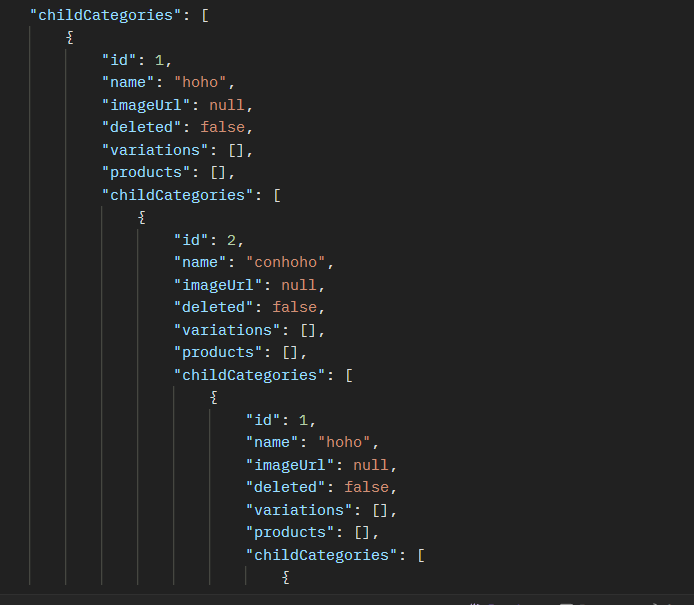 "childCategories": [
{
"id": 1,
"name": "hoho",
"imageUrl": null,
"deleted": false,
"variations": [],
"products": [],
"childCategories": [
{
"id": 2,
"name": "conhoho",
"imageUrl": null,
"deleted": false,
"variations": [],
"products": [],
"childCategories": [
{
"id": 1,
"name": "hoho",
"imageUrl": null,
"deleted": false,
"variations": [],
"products": [],
"childCategories": [
{